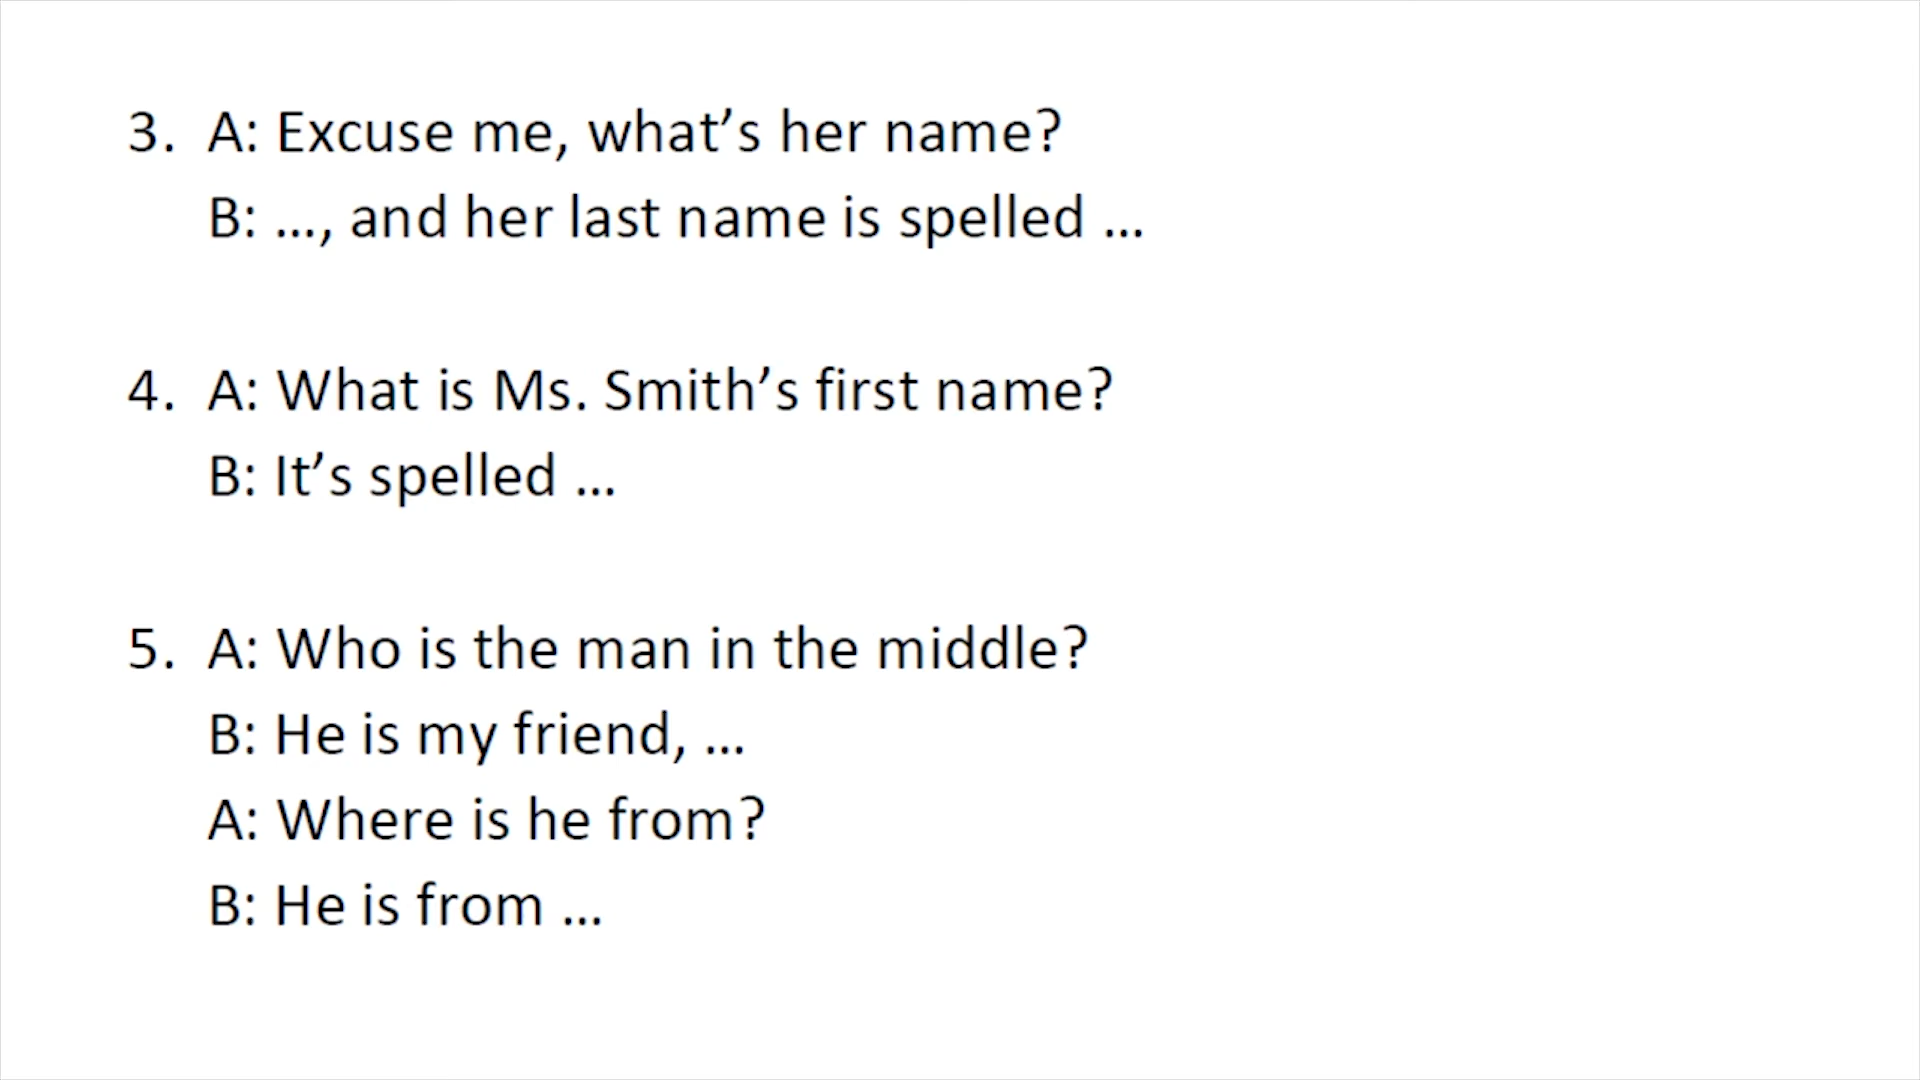 3. A: Excuse me, what’s her name?
B: ..., and her last name is spelled ...
4. A: What is Ms. Smith’s first name?
B: It’s spelled ...
5. A: Who is the man in the middle?
B: He is my friend, ...
A: Where is he from?
B: He is from ...